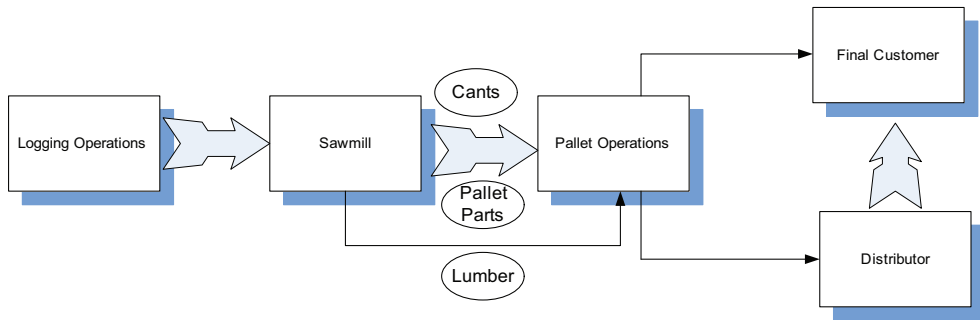 Final Customer
Cants
Logging Operations
Sawmill
Pallet Operations
Pallet
Parts
Distributor
Lumber